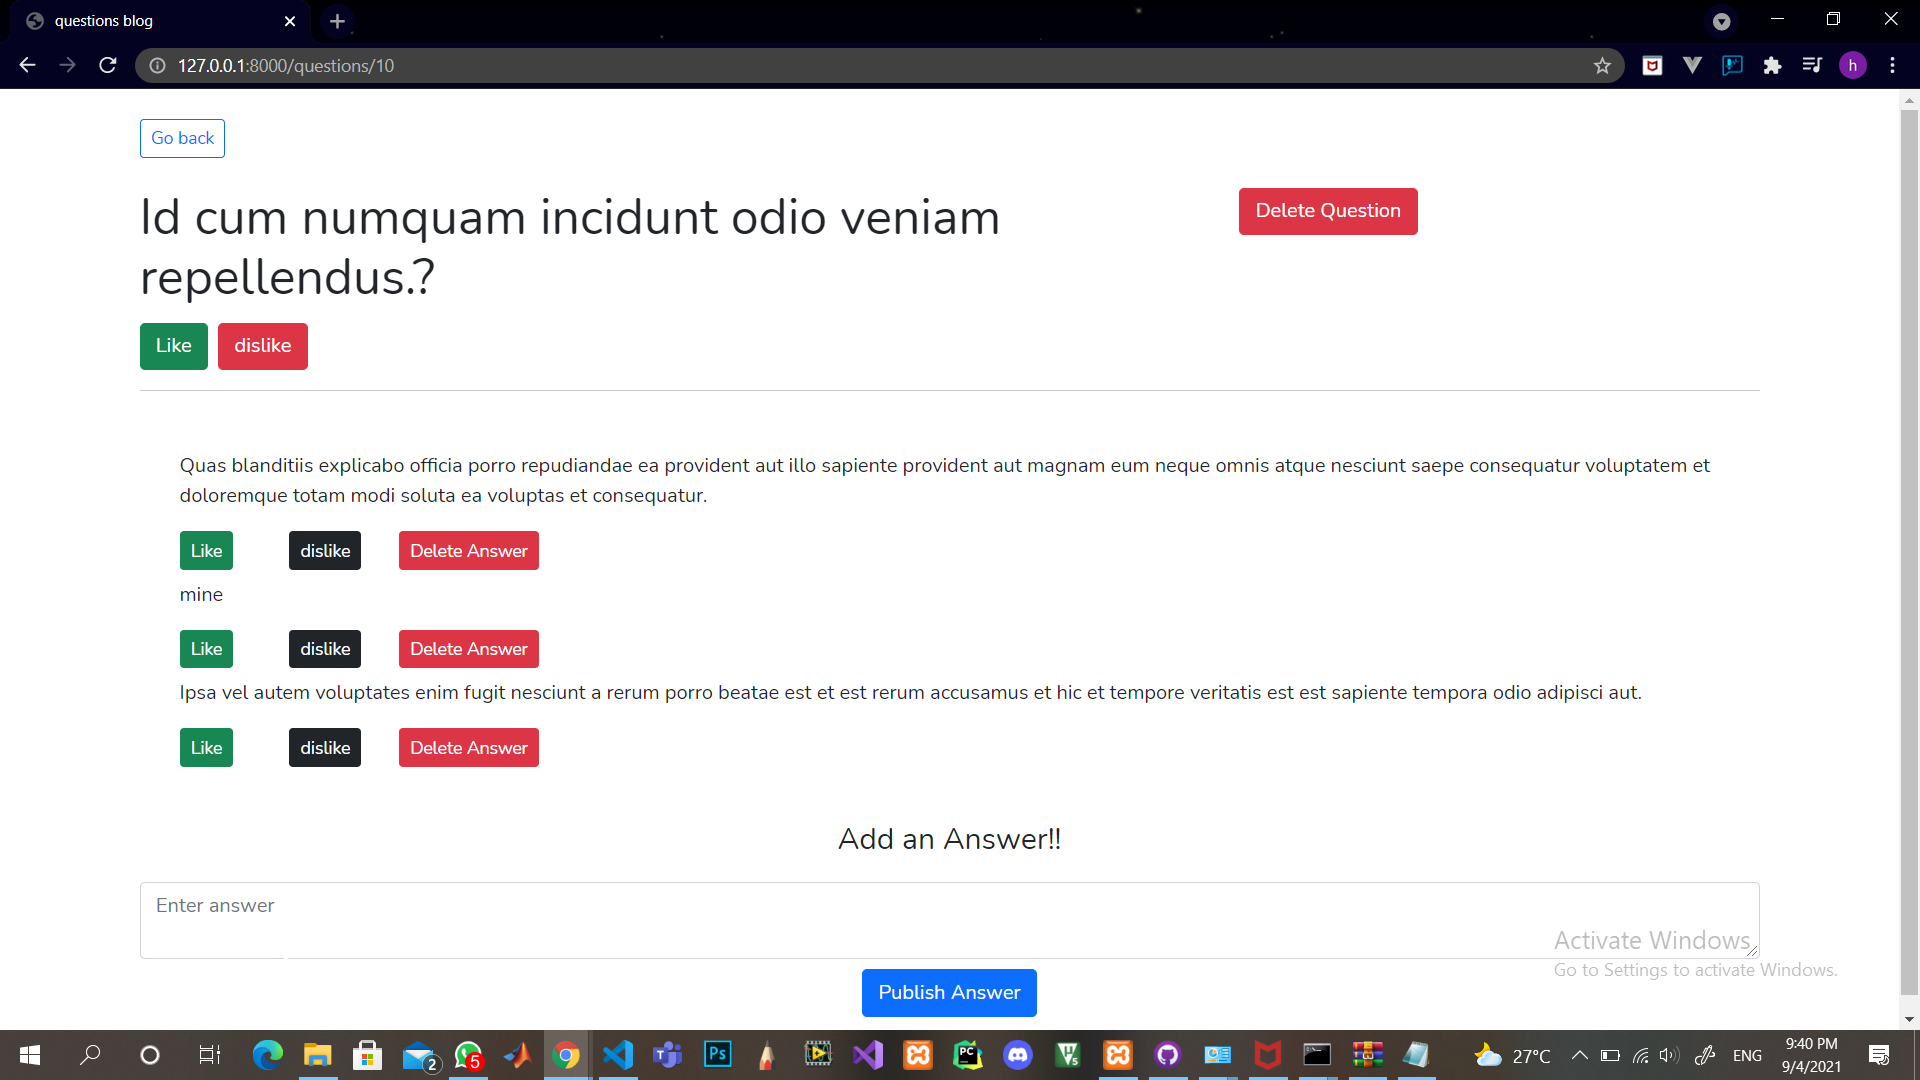 questions blog
127.0.0.1:8000/questions/10
h
Go back
Id cum numquam incidunt odio veniam
repellendus.?
Delete Question
Like dislike
Quas blanditiis explicabo officia porro repudiandae ea provident aut illo sapiente provident aut magnam eum neque omnis atque nesciunt saepe consequatur voluptatem et
doloremque totam modi soluta ea voluptas et consequatur.
Like dislike Delete Answer
mine
Like dislike Delete Answer
Ipsa vel autem voluptates enim fugit nesciunt a rerum porro beatae est et est rerum accusamus et hic et tempore veritatis est est sapiente tempora odio adipisci aut.
Like dislike Delete Answer
Add an Answer!!
Enter answer
Activate Windows
Go to Settings to activate Windows.
Publish Answer
2 5 Ps PC 27°C ENG
9:40 PM
9/4/2021